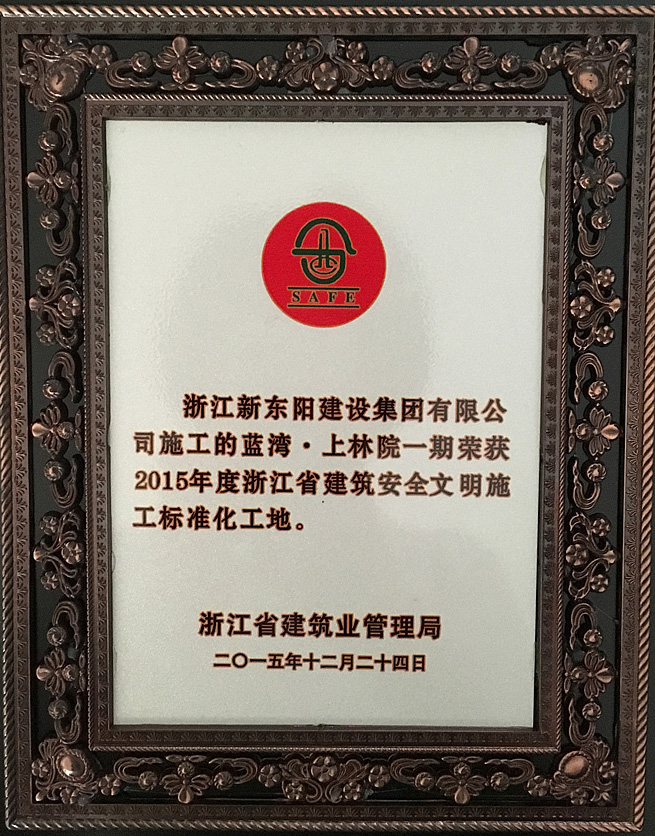 SAFE
浙江新东阳建设集团有限公
司施工的蓝湾·上林院一期荣获
2015年度浙江省建筑安全文明施
工标准化工地。
浙江省建筑业管理局
二〇一五年十二月二十四日